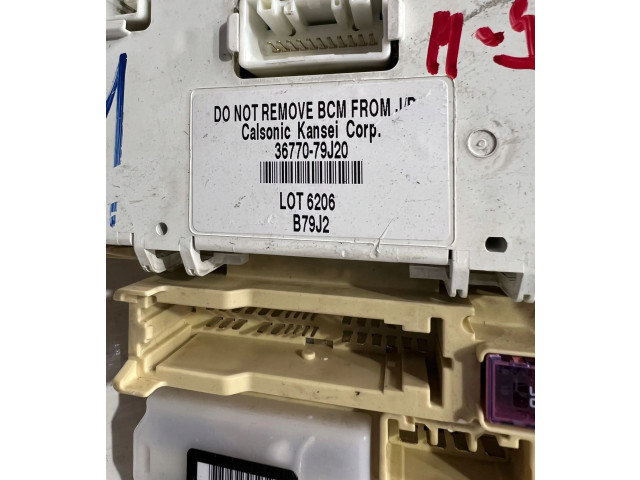 DO NOT REMOVE BCM FROM J/B
Calsonic Kansei Corp.
36770-79J20
LOT 6206
B79J2